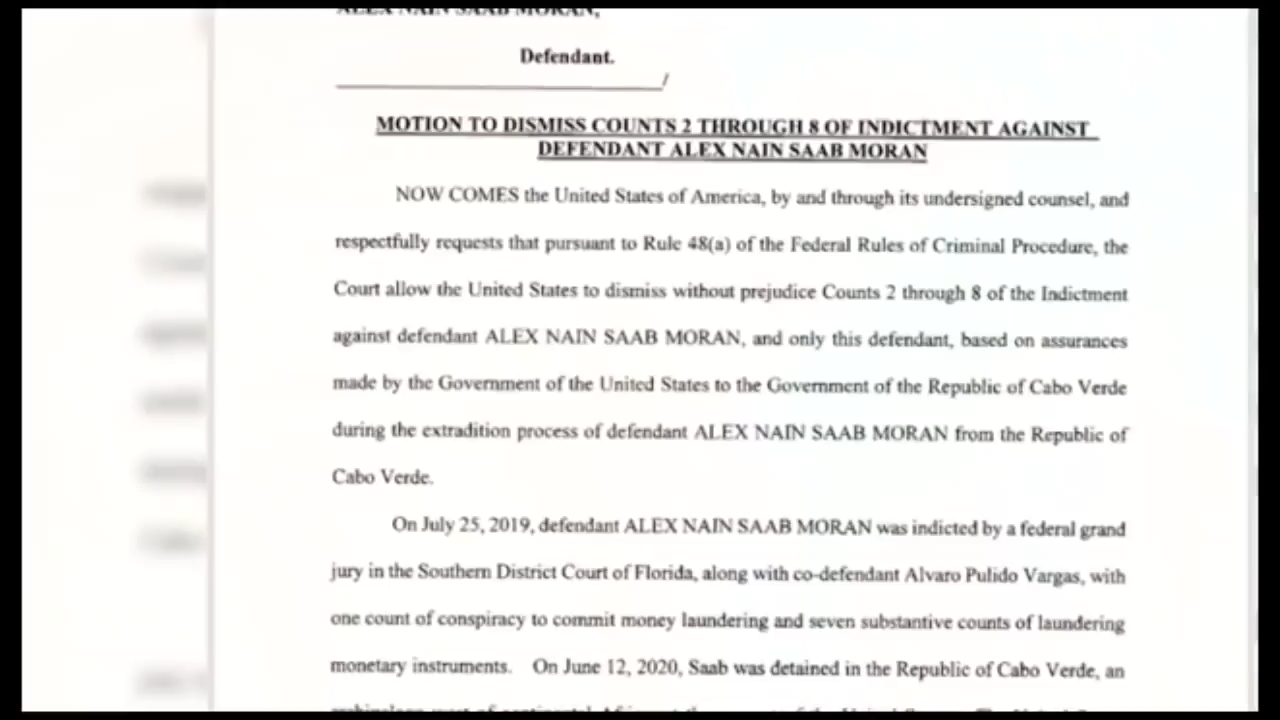 ALEX NAIN SAAB MORAN,
Defendant.
/
MOTION TO DISMISS COUNTS 2 THROUGH 8 OF INDICTMENT AGAINST
DEFENDANT ALEX NAIN SAAB MORAN
NOW COMES the United States of America, by and through its undersigned counsel, and
respectfully requests that pursuant to Rule 48(a) of the Federal Rules of Criminal Procedure, the
Court allow the United States to dismiss without prejudice Counts 2 through 8 of the Indictment
against defendant ALEX NAIN SAAB MORAN, and only this defendant, based on assurances
made by the Government of the United States to the Government of the Republic of Cabo Verde
during the extradition process of defendant ALEX NAIN SAAB MORAN from the Republic of
Cabo Verde.
On July 25, 2019, defendant ALEX NAIN SAAB MORAN was indicted by a federal grand
jury in the Southern District Court of Florida, along with co-defendant Alvaro Pulido Vargas, with
one count of conspiracy to commit money laundering and seven substantive counts of laundering
monetary instruments. On June 12, 2020, Saab was detained in the Republic of Cabo Verde, an